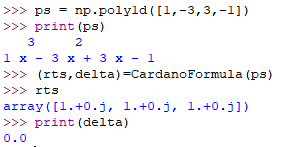 >>> ps = np.poly1d([1,-3,3,-1])
>>> print(ps)
   3     2
1 x - 3 x + 3 x - 1
>>> (rts,delta)=CardanoFormula(ps)
>>> rts
array([1.+0.j, 1.+0.j, 1.+0.j])
>>> print(delta)
0.0